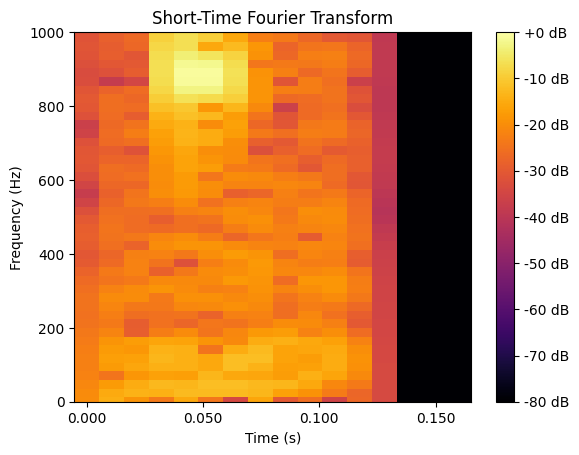 Short-Time Fourier Transform
Frequency (Hz)
1000
800
600
400
200
0
0.000
0.050
0.100
0.150
Time (s)
+0 dB
-10 dB
-20 dB
-30 dB
-40 dB
-50 dB
-60 dB
-70 dB
-80 dB